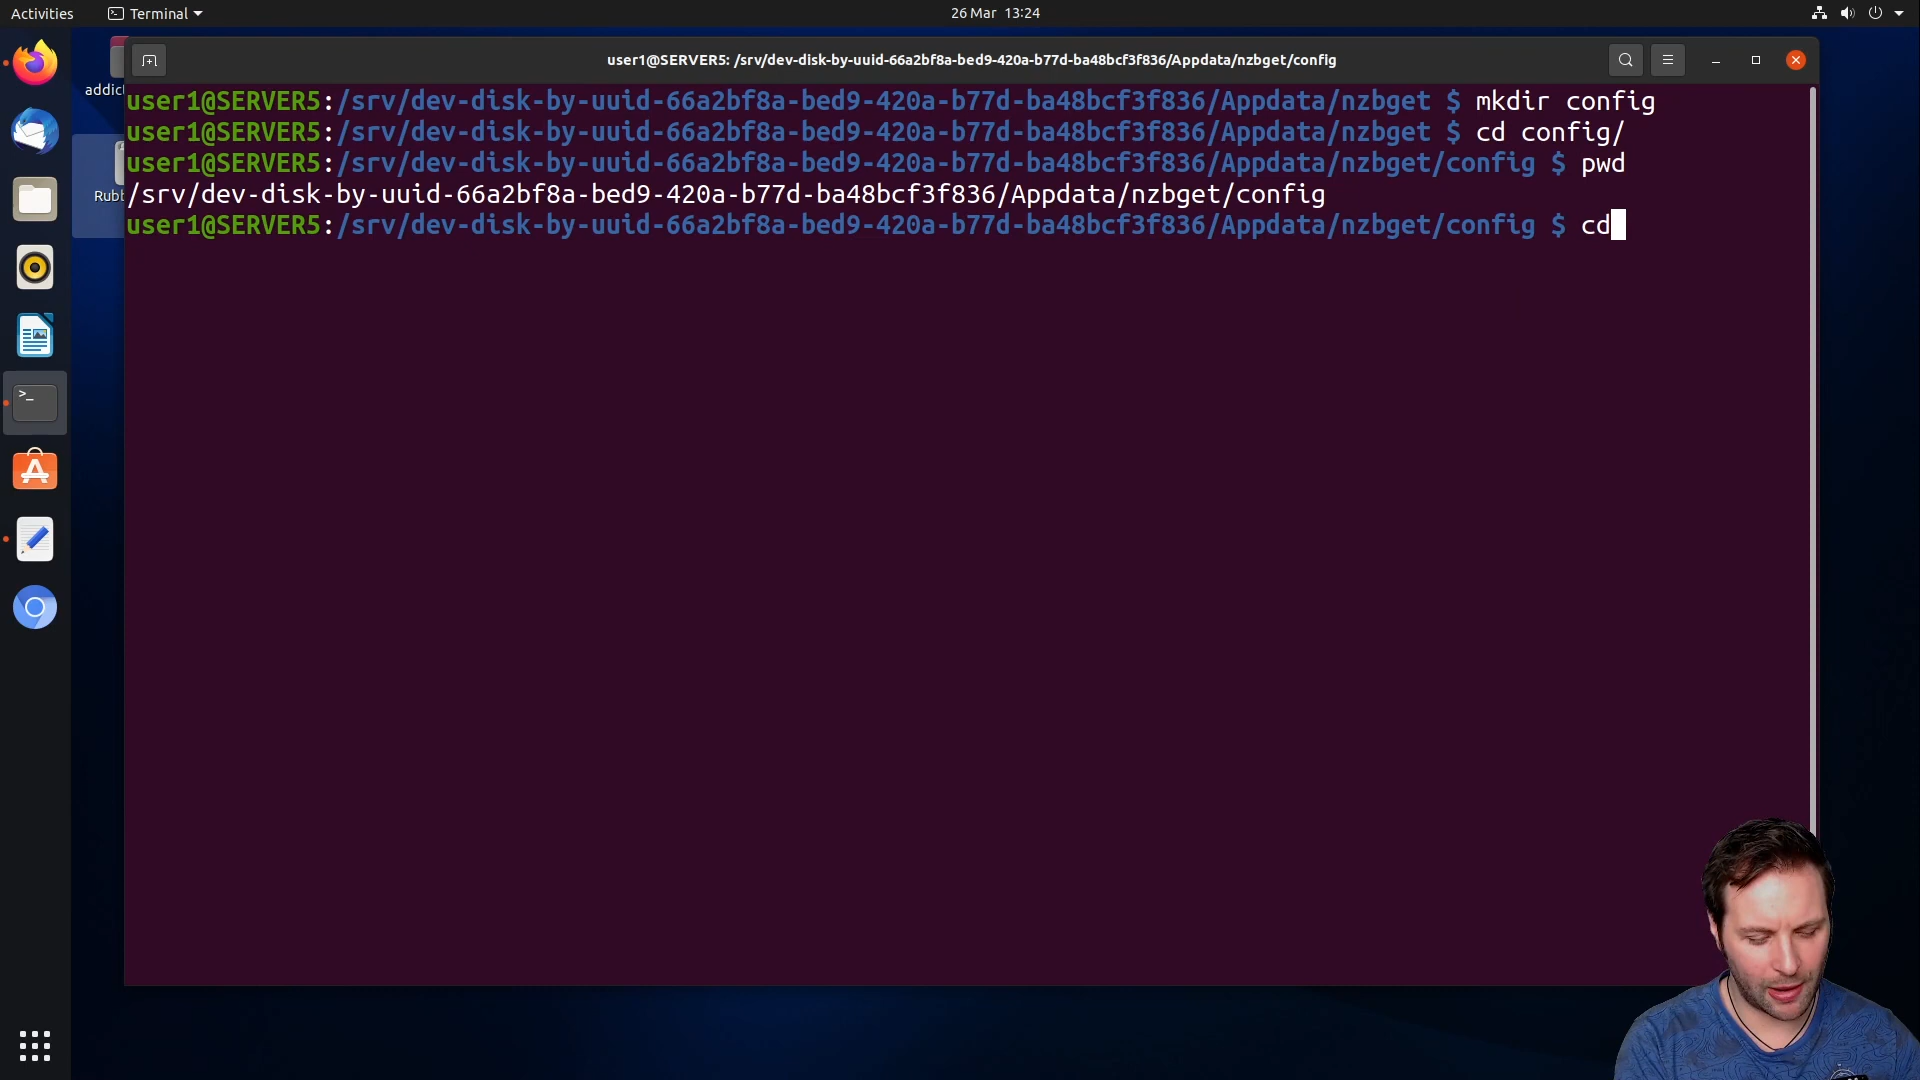 Activities
Terminal
26 Mar 13:24
user1@SERVER5: /srv/dev-disk-by-uuid-66a2bf8a-bed9-420a-b77d-ba48bcf3f836/Appdata/nzbget/config
addic
Rubb
user1@SERVER5:/srv/dev-disk-by-uuid-66a2bf8a-bed9-420a-b77d-ba48bcf3f836/Appdata/nzbget $ mkdir config
user1@SERVER5:/srv/dev-disk-by-uuid-66a2bf8a-bed9-420a-b77d-ba48bcf3f836/Appdata/nzbget $ cd config/
user1@SERVER5:/srv/dev-disk-by-uuid-66a2bf8a-bed9-420a-b77d-ba48bcf3f836/Appdata/nzbget/config $ pwd
/srv/dev-disk-by-uuid-66a2bf8a-bed9-420a-b77d-ba48bcf3f836/Appdata/nzbget/config
user1@SERVER5:/srv/dev-disk-by-uuid-66a2bf8a-bed9-420a-b77d-ba48bcf3f836/Appdata/nzbget/config $ cd